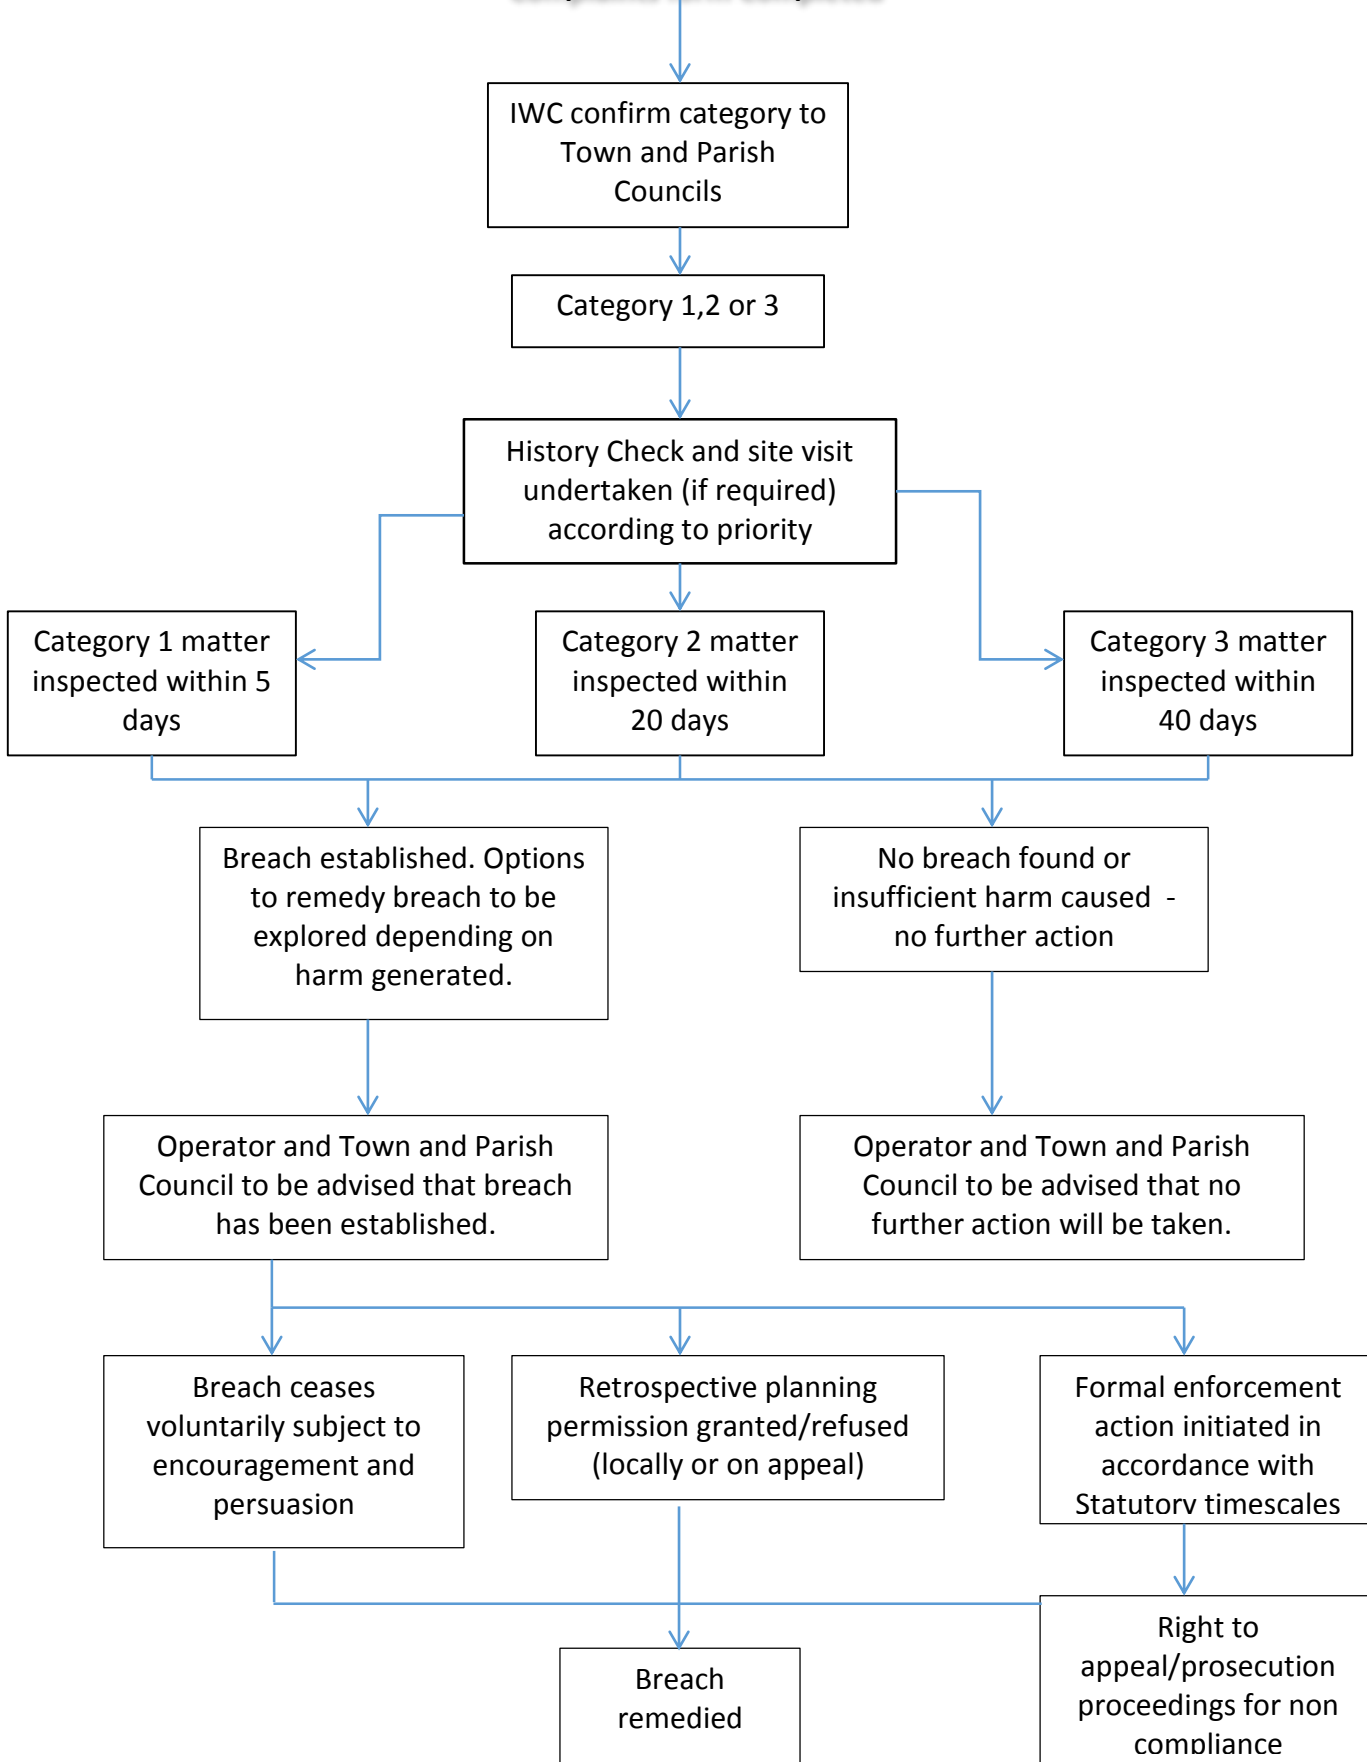 IWC confirm category to
Town and Parish
Councils
Category 1,2 or 3
History Check and site visit
undertaken (if required)
according to priority
Category 1 matter
inspected within 5
days
Category 2 matter
inspected within
20 days
Category 3 matter
inspected within
40 days
Breach established. Options
to remedy breach to be
explored depending on
harm generated.
No breach found or
insufficient harm caused  -
no further action
Operator and Town and Parish
Council to be advised that breach
has been established.
Operator and Town and Parish
Council to be advised that no
further action will be taken.
Breach ceases
voluntarily subject to
encouragement and
persuasion
Retrospective planning
permission granted/refused
(locally or on appeal)
Formal enforcement
action initiated in
accordance with
Statutory timescales
Breach
remedied
Right to
appeal/prosecution
proceedings for non
compliance